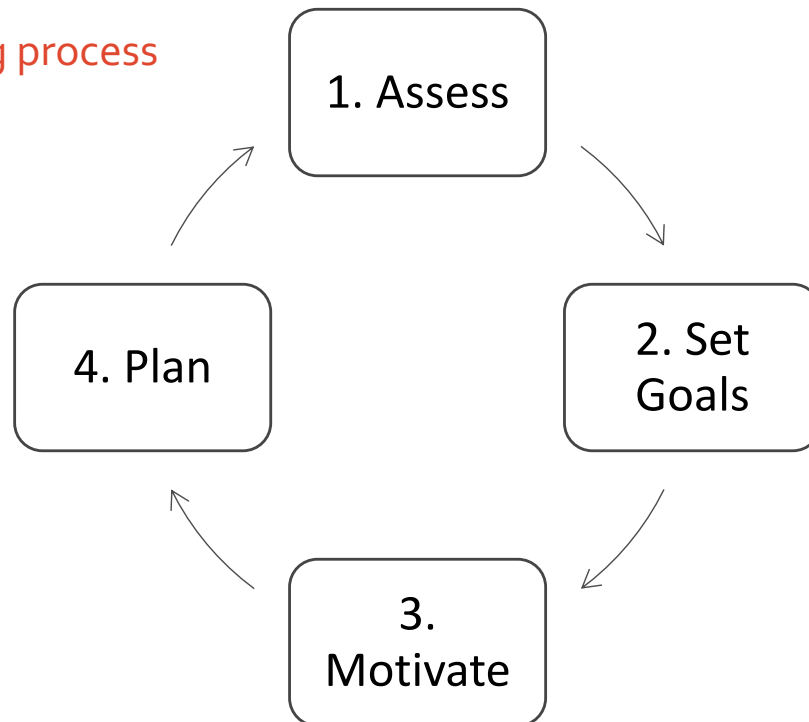 process
1. Assess
2. Set
Goals
3.
Motivate
4. Plan